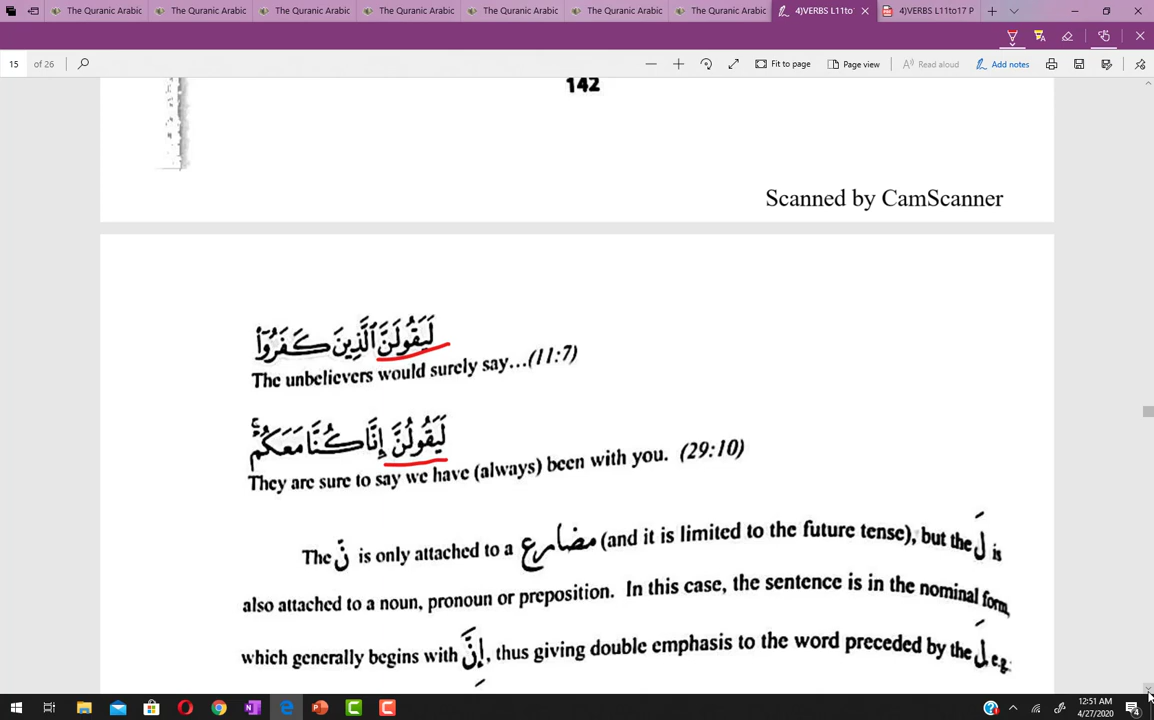 The Quranic Arabic The Quranic Arabic The Quranic Arabic The Quranic Arabic The Quranic Arabic The Quranic Arabic The Quranic Arabic 4)VERBS L11to 4)VERBS L11to17 P
15 of 26 Fit to page Page view Read aloud Add notes
142
Scanned by CamScanner
لَيَقُولَنَّ ٱلَّذِينَ كَفَرُوٓا۟
The unbelievers would surely say...(11:7)
لَيَقُولُنَّ إِنَّا كُنَّا مَعَكُمْ ۚ
They are sure to say we have (always) been with you. (29:10)
The نَّ is only attached to a مضارع (and it is limited to the future tense), but the لَ is
also attached to a noun, pronoun or preposition. In this case, the sentence is in the nominal form,
which generally begins with إِنَّ, thus giving double emphasis to the word preceded by the لَ, e.g:
12:51 AM
4/27/2020
4